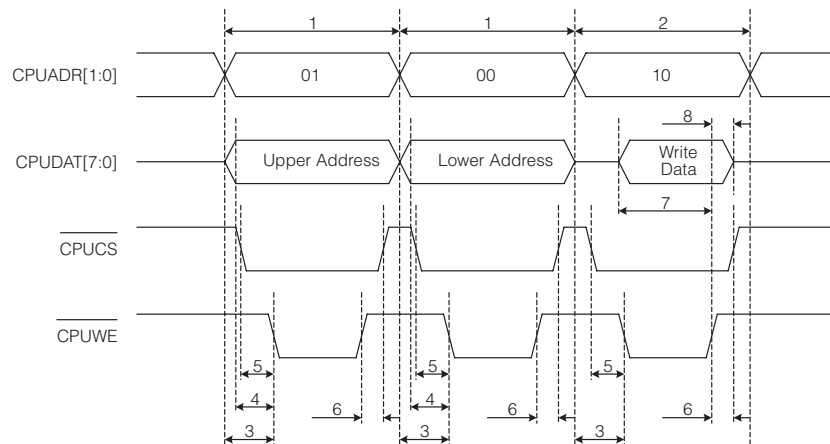 1 1 2
CPUADR[1:0] 01 00 10
8
CPUDAT[7:0] Upper Address Lower Address Write
Data
7
CPUCS
CPUWE
5 5 5
4 6 4 6 6
3 3 3